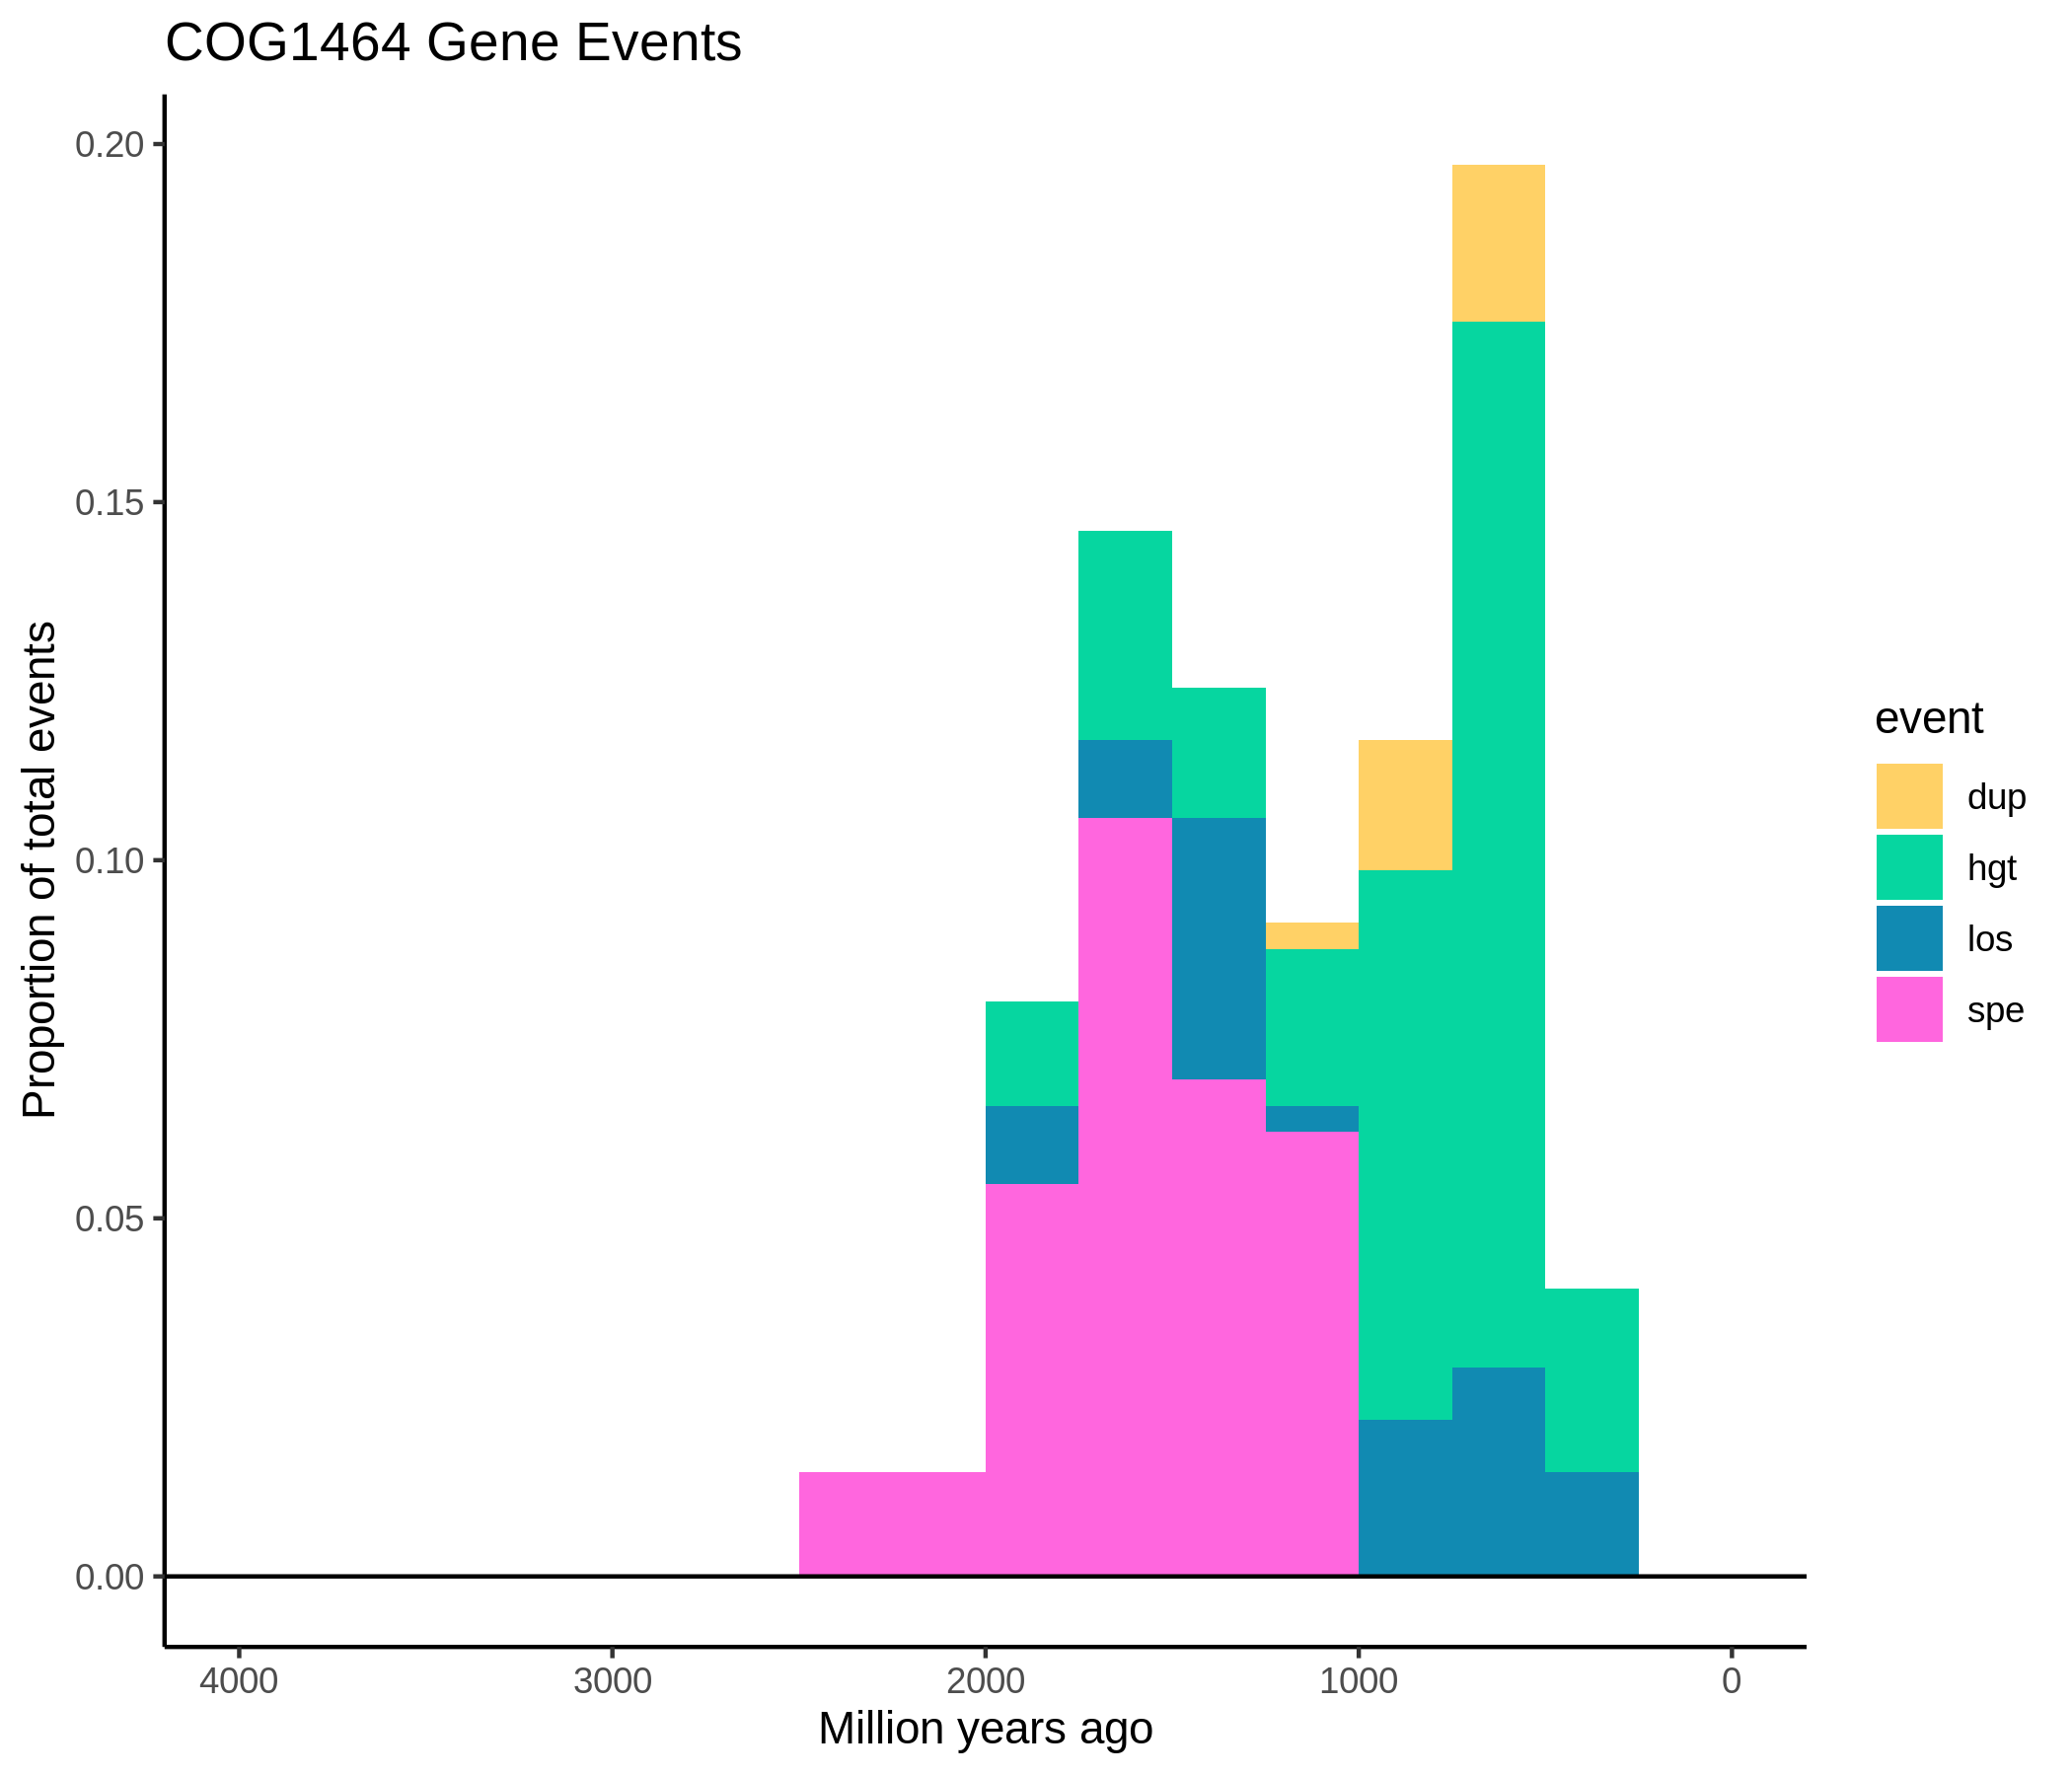 COG1464 Gene Events
0.20
0.15
0.10
0.05
0.00
Proportion of total events
4000 3000 2000 1000 0
Million years ago
event
dup
hgt
los
spe